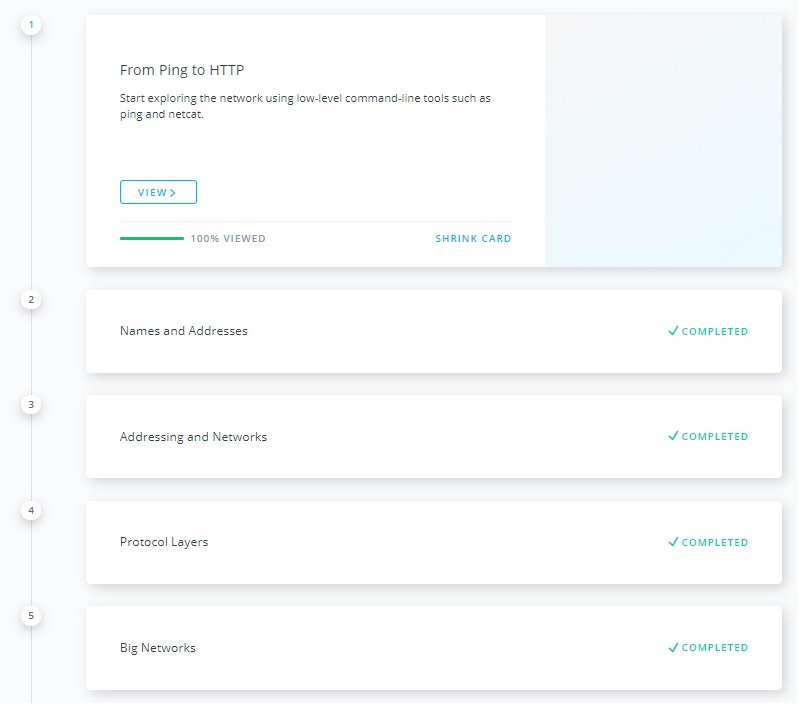 1
From Ping to HTTP
Start exploring the network using low-level command-line tools such as
ping and netcat.
VIEW >
100% VIEWED SHRINK CARD
2
Names and Addresses ✓ COMPLETED
3
Addressing and Networks ✓ COMPLETED
4
Protocol Layers ✓ COMPLETED
5
Big Networks ✓ COMPLETED